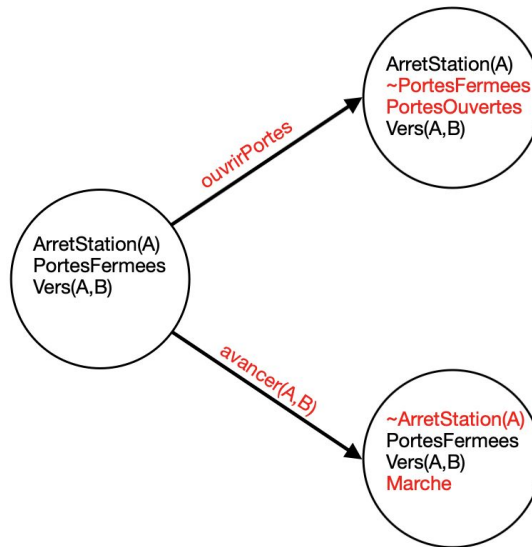 ArretStation(A)
~PortesFermees
PortesOuvertes
Vers(A,B)
ouvrirPortes
ArretStation(A)
PortesFermees
Vers(A,B)
avancer(A,B)
~ArretStation(A)
PortesFermees
Vers(A,B)
Marche